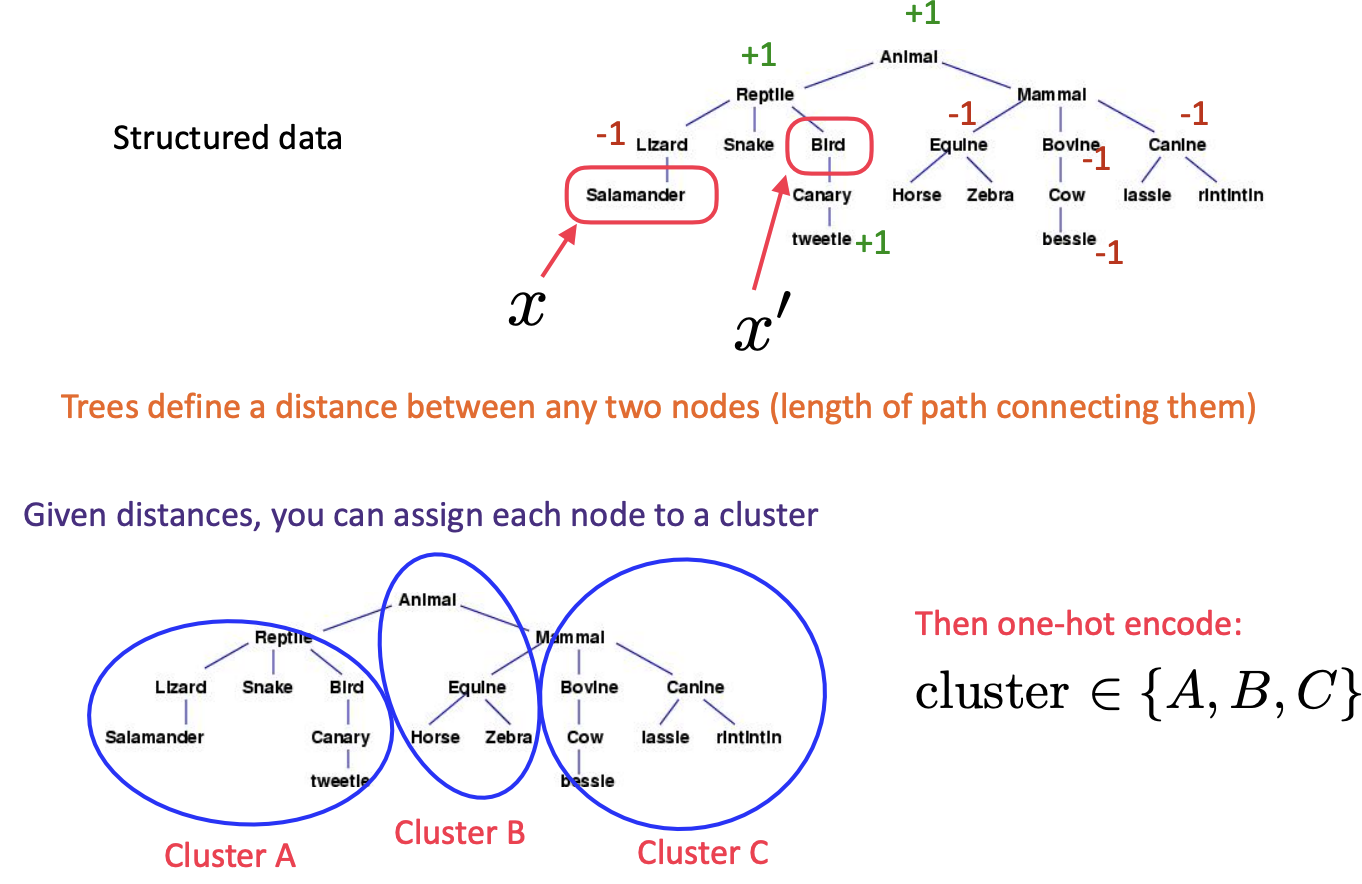 +1
+1
Animal
Reptile
Mammal
Structured data
-1
-1
-1
Lizard
Snake
Bird
Equine
Bovine
-1
Canine
Salamander
Canary
Horse
Zebra
Cow
lassie
rintintin
tweetie
+1
bessie
-1
x
x′
Trees define a distance between any two nodes (length of path connecting them)
Given distances, you can assign each node to a cluster
Animal
Reptile
Mammal
Lizard
Snake
Bird
Equine
Bovine
Canine
Salamander
Canary
Horse
Zebra
Cow
lassie
rintintin
tweetie
bessie
Cluster A
Cluster B
Cluster C
Then one-hot encode:
cluster ∈ {A, B, C}